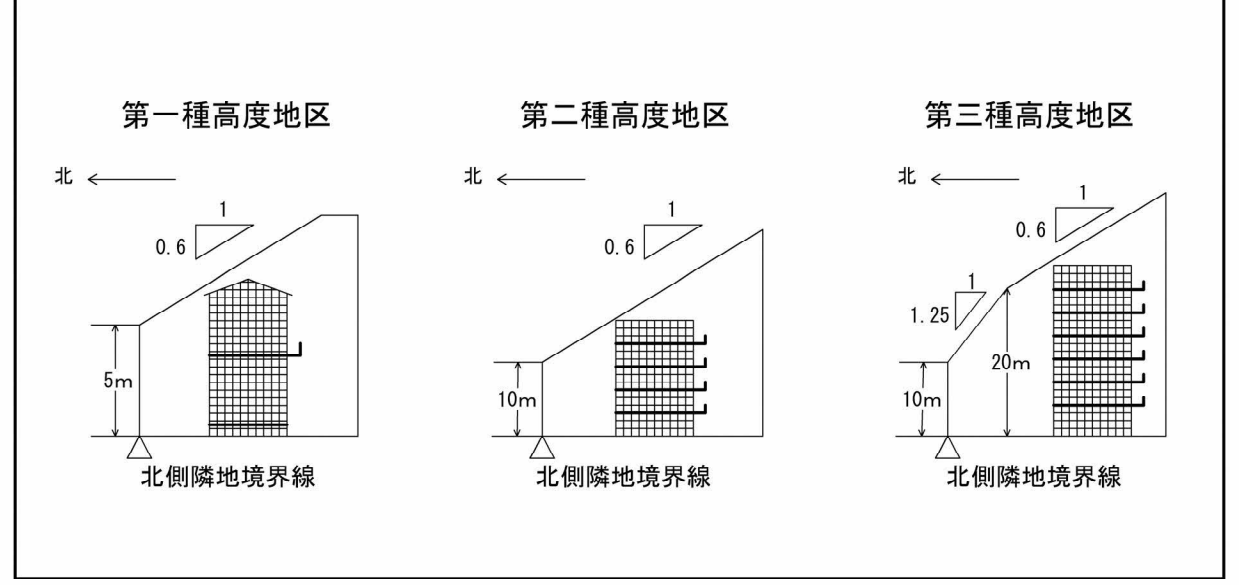 第一種高度地区
北
1
0.6
5m
北側隣地境界線
第二種高度地区
北
1
0.6
10m
北側隣地境界線
第三種高度地区
北
1
0.6
1
1.25
20m
10m
北側隣地境界線